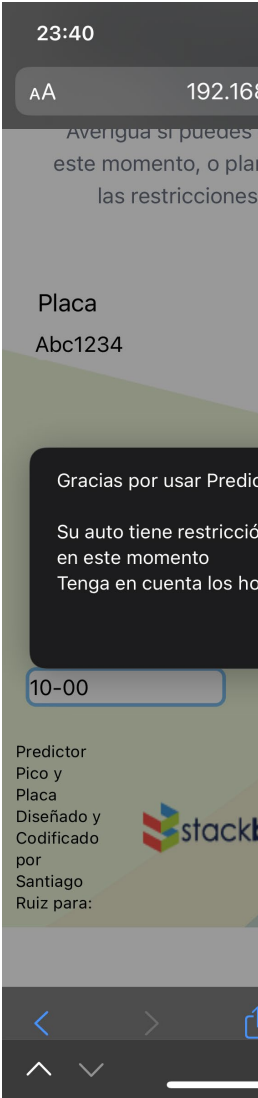 23:40
AA 192.168
Averigua si puedes
este momento, o plan
las restricciones
Placa
Abc1234
Gracias por usar Predic
Su auto tiene restricció
en este momento
Tenga en cuenta los ho
10-00
Predictor
Pico y
Placa
Diseñado y
Codificado
por
Santiago
Ruiz para:
stackb